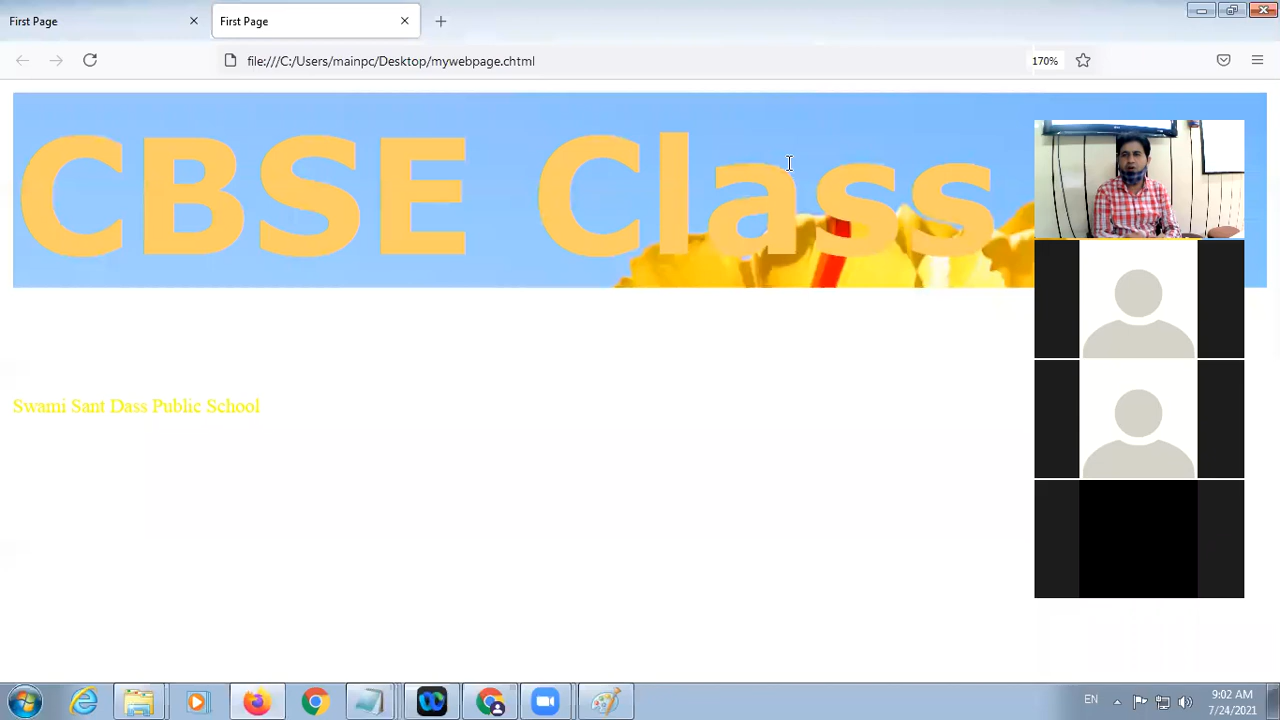 First Page
First Page
file:///C:/Users/mainpc/Desktop/mywebpage.chtml
170%
CBSE Class
Swami Sant Dass Public School
EN
9:02 AM
7/24/2021